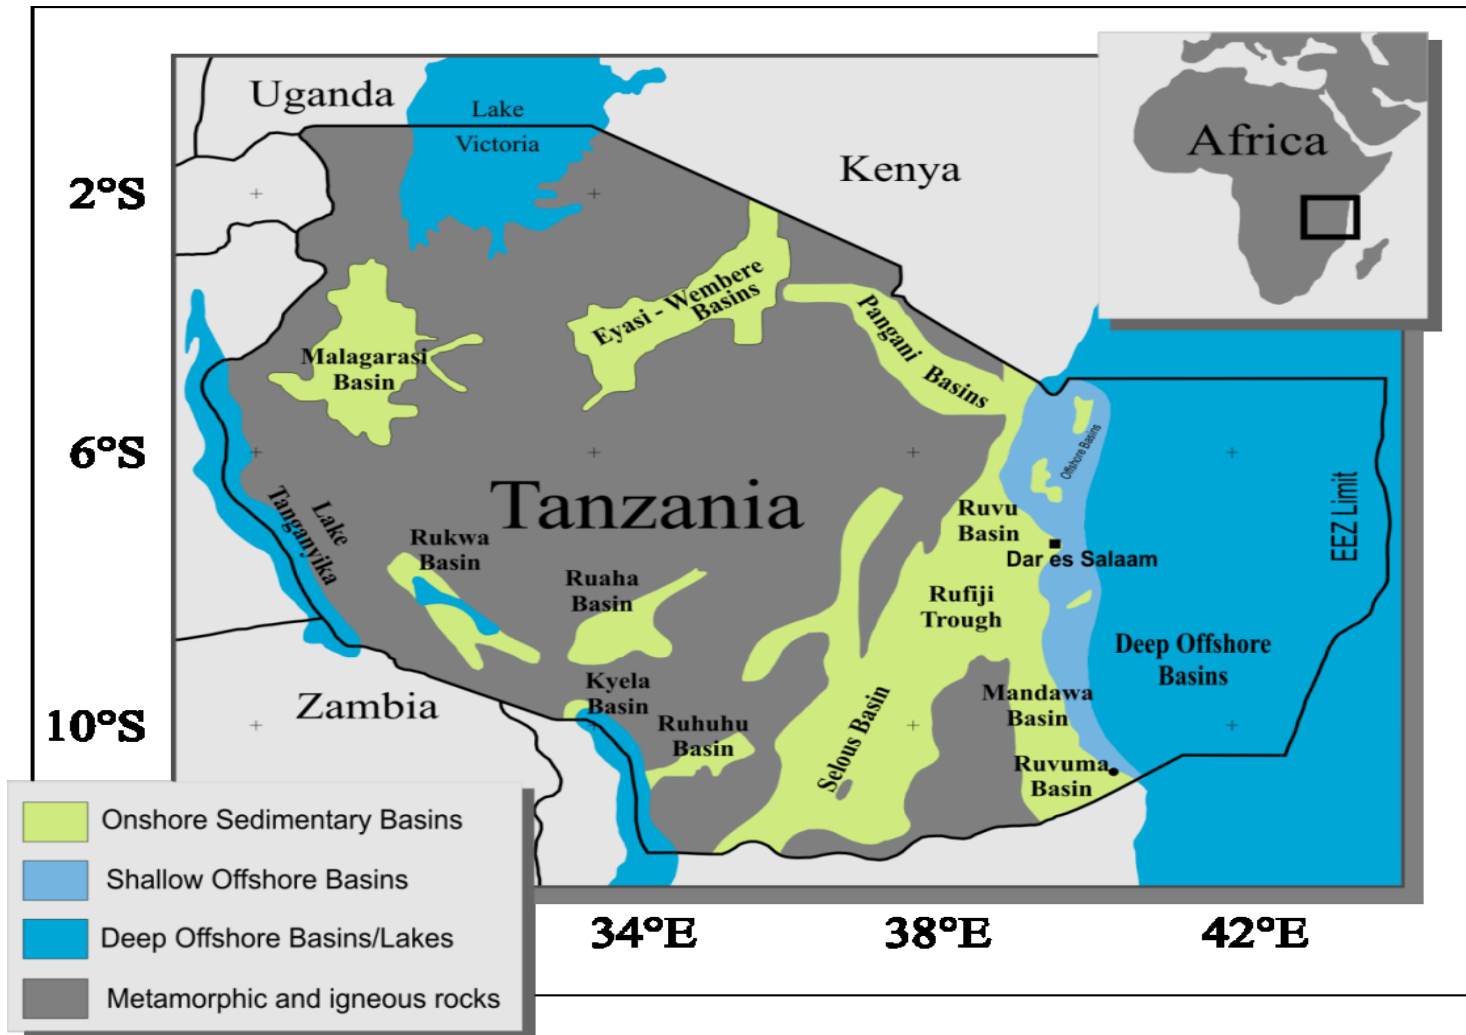 Uganda
Lake
Victoria
Kenya
Africa
2°S
6°S
10°S
Eyasi - Wembere
Basins
Pangani
Basins
Malagarasi
Basin
Offshore Basins
Tanzania
EEZ Limit
Lake
Tanganyika
Rukwa
Basin
Ruaha
Basin
Ruvu
Basin
Dar es Salaam
Rufiji
Trough
Deep Offshore
Basins
Kyela
Basin
Zambia
Ruhuhu
Basin
Selous Basin
Mandawa
Basin
Ruvuma
Basin
Onshore Sedimentary Basins
Shallow Offshore Basins
Deep Offshore Basins/Lakes
Metamorphic and igneous rocks
34°E
38°E
42°E